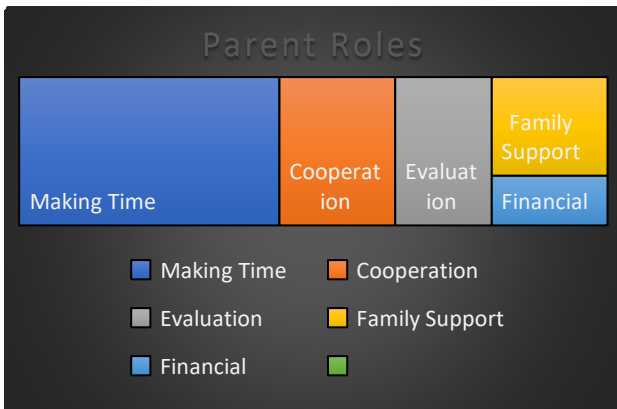 Parent Roles
Making Time
Cooperat
ion
Evaluat
ion
Family
Support
Financial
Making Time
Cooperation
Evaluation
Family Support
Financial